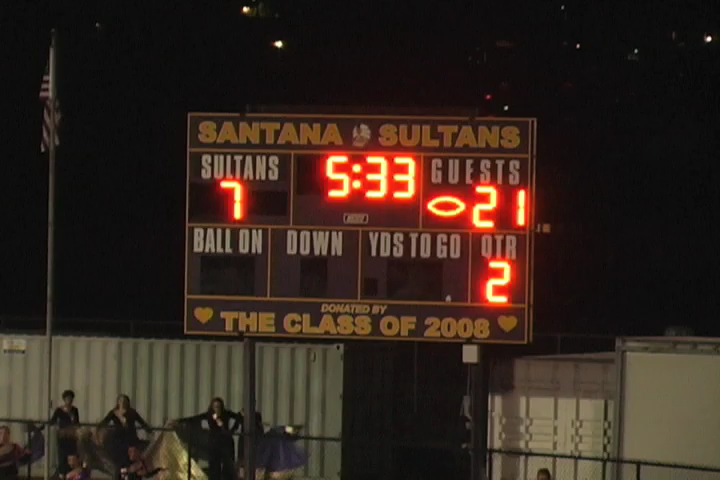 SANTANA SULTANS
SULTANS 5:33 GUESTS
7 21
BALL ON DOWN YDS TO GO QTR
2
DONATED BY
THE CLASS OF 2008